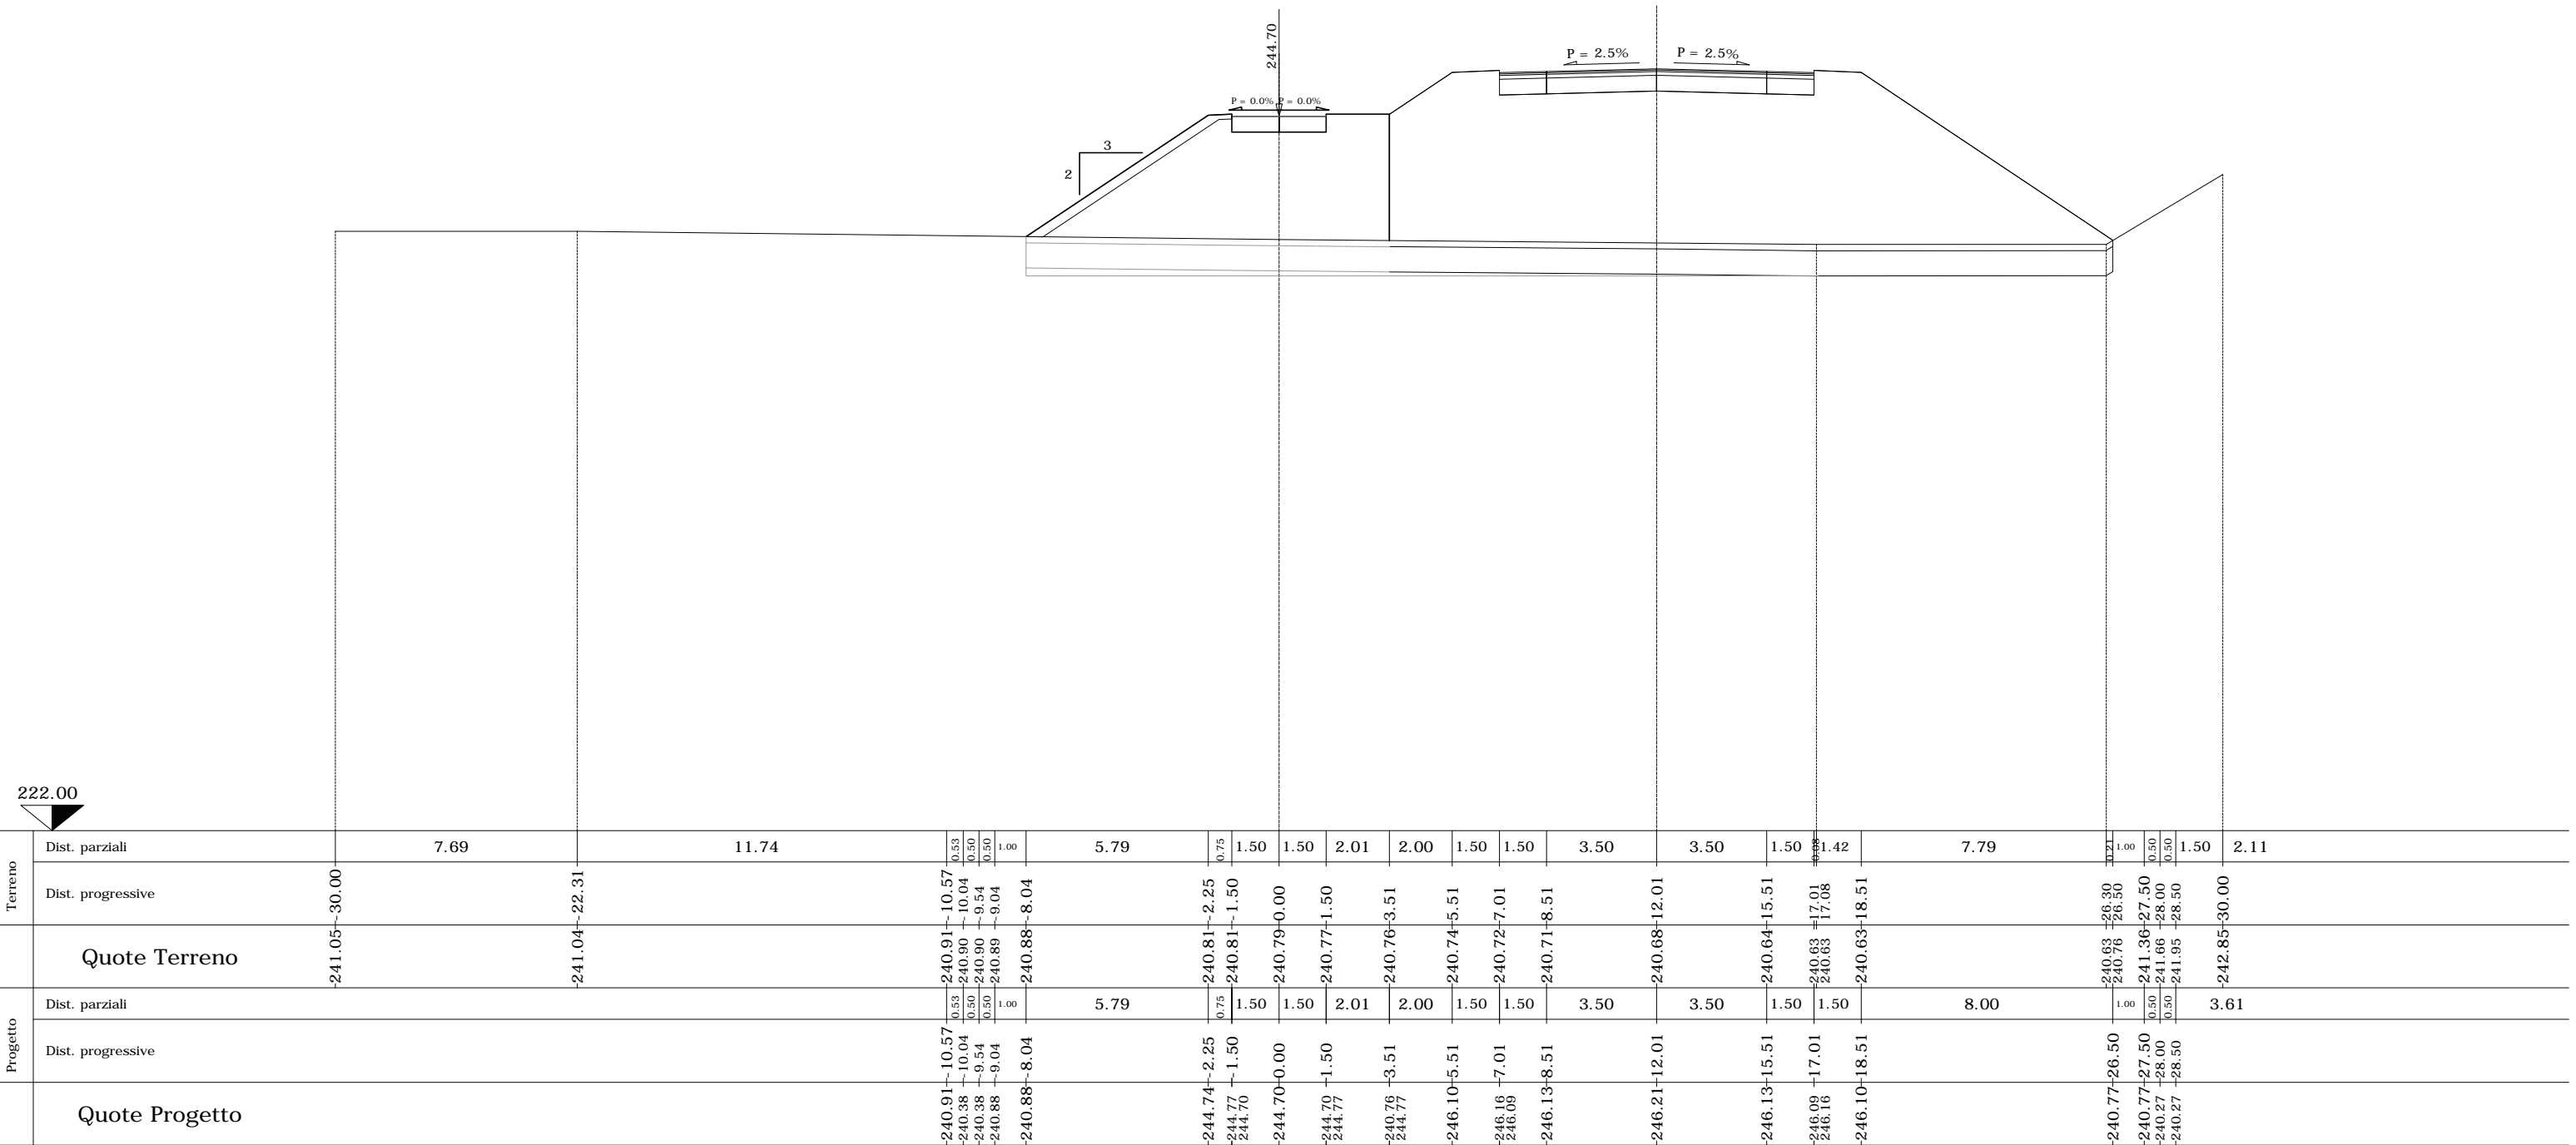 244.70
P = 2.5% P = 2.5%
P = 0.0% P = 0.0%
3
2
222.00
Terreno
Dist. parziali 7.69 11.74 0.53 0.50 0.50 1.00 5.79 0.75 1.50 1.50 2.01 2.00 1.50 1.50 3.50 3.50 1.50 0.08 1.42 7.79 0.21 1.00 0.50 0.50 1.50 2.11
Dist. progressive -30.00 -22.31 -10.57 -10.04 -9.54 -9.04 -8.04 -2.25 -1.50 0.00 1.50 3.51 5.51 7.01 8.51 12.01 15.51 17.01 17.08 18.51 26.30 26.50 27.50 28.00 28.50 30.00
Quote Terreno 241.05 241.04 240.91 240.90 240.90 240.89 240.88 240.81 240.81 240.79 240.77 240.76 240.74 240.72 240.71 240.68 240.64 240.63 240.63 240.63 240.63 240.76 241.36 241.66 241.95 242.85
Progetto
Dist. parziali 0.53 0.50 0.50 1.00 5.79 0.75 1.50 1.50 2.01 2.00 1.50 1.50 3.50 3.50 1.50 1.50 8.00 1.00 0.50 0.50 3.61
Dist. progressive -10.57 -10.04 -9.54 -9.04 -8.04 -2.25 -1.50 0.00 1.50 3.51 5.51 7.01 8.51 12.01 15.51 17.01 18.51 26.50 27.50 28.00 28.50
Quote Progetto 240.91 240.38 240.38 240.88 240.88 244.74 244.77 244.70 244.70 244.70 244.77 240.76 244.77 246.10 246.16 246.09 246.13 246.21 246.13 246.09 246.16 246.10 240.77 240.77 240.27 240.27